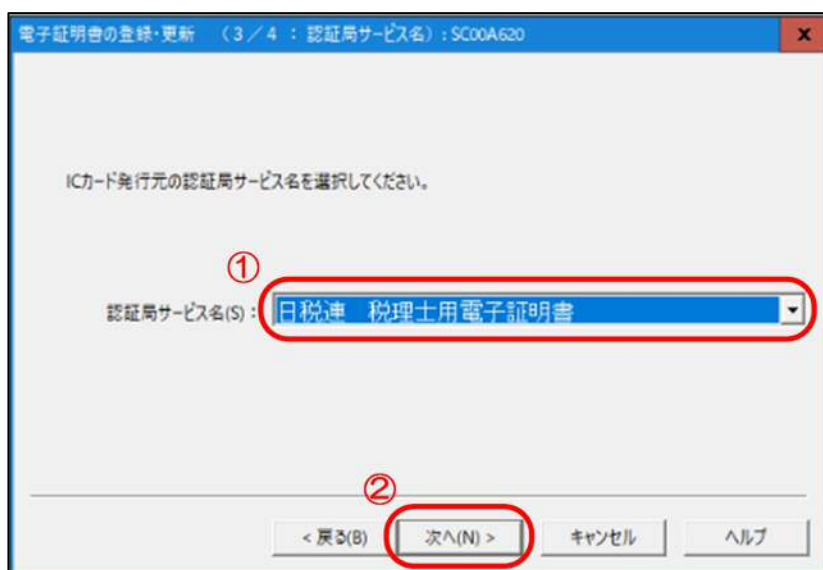 電子証明書の登録・更新 （3／4 ： 認証局サービス名）：SC00A620
x
ICカード発行元の認証局サービス名を選択してください。
①
認証局サービス名(S)： 日税連 税理士用電子証明書
②
< 戻る(B) 次へ(N) > キャンセル ヘルプ